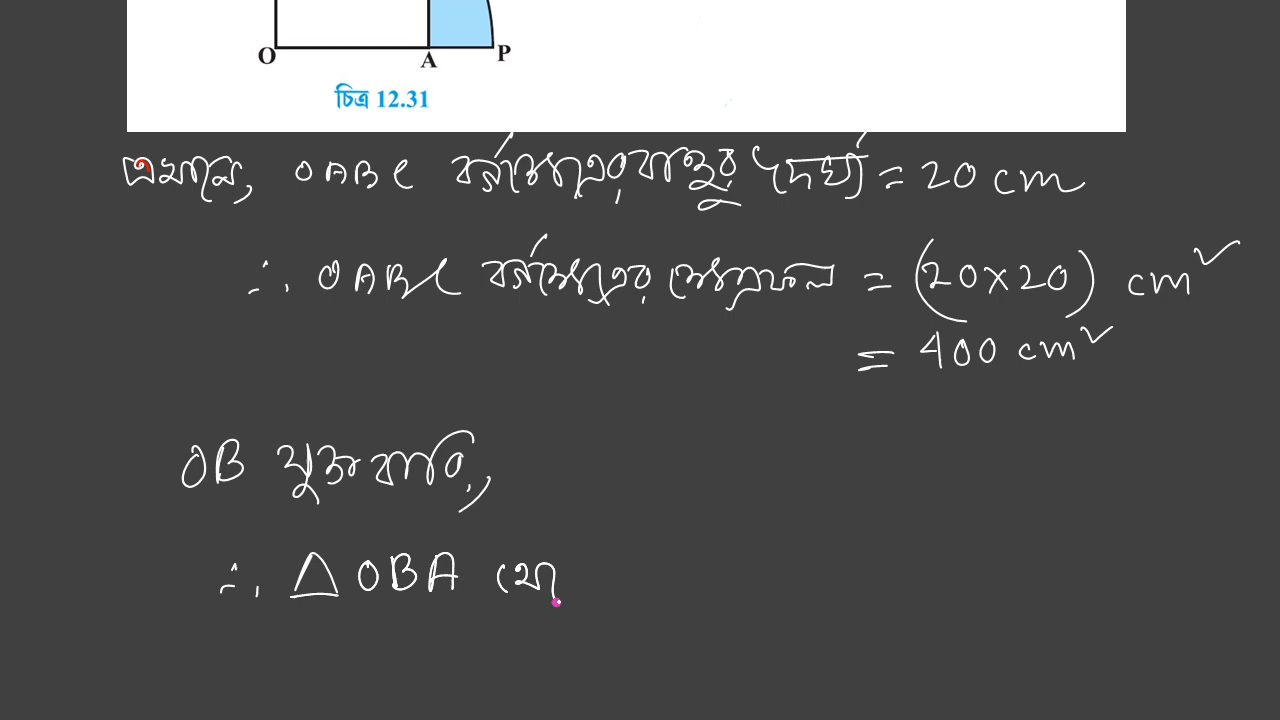 O A P
চিত্র 12.31
এখানে, OABC বর্গক্ষেত্রের বাহুর দৈর্ঘ্য = 20 cm
∴ OABC বর্গক্ষেত্রের ক্ষেত্রফল = (20×20) cm²
= 400 cm²
OB যুক্ত করি,
∴ △OBA থে